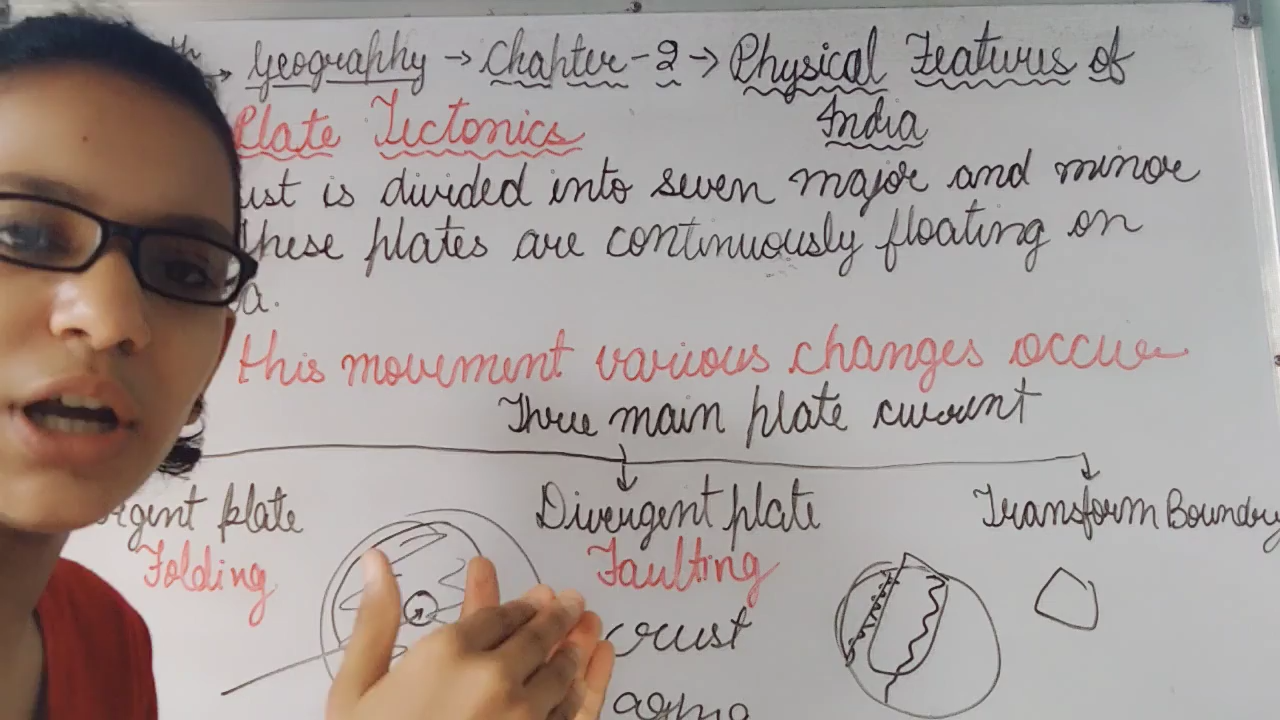 th → Geography → Chapter - 2 → Physical Features of India
Plate Tectonics
ust is divided into seven major and minor
These plates are continuously floating on
a.
this movement various changes occur
Three main plate current
rgent plate
Folding
Divergent plate
Faulting
Transform Boundry
crust